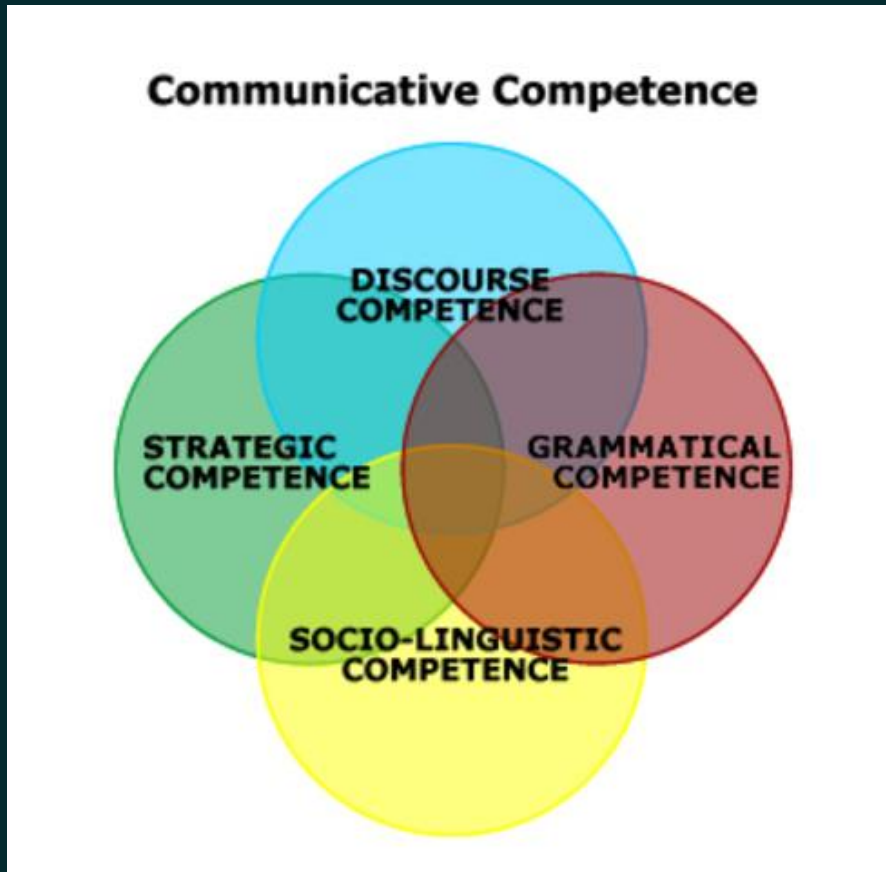 Communicative Competence
DISCOURSE
COMPETENCE
STRATEGIC
COMPETENCE
GRAMMATICAL
COMPETENCE
SOCIO-LINGUISTIC
COMPETENCE